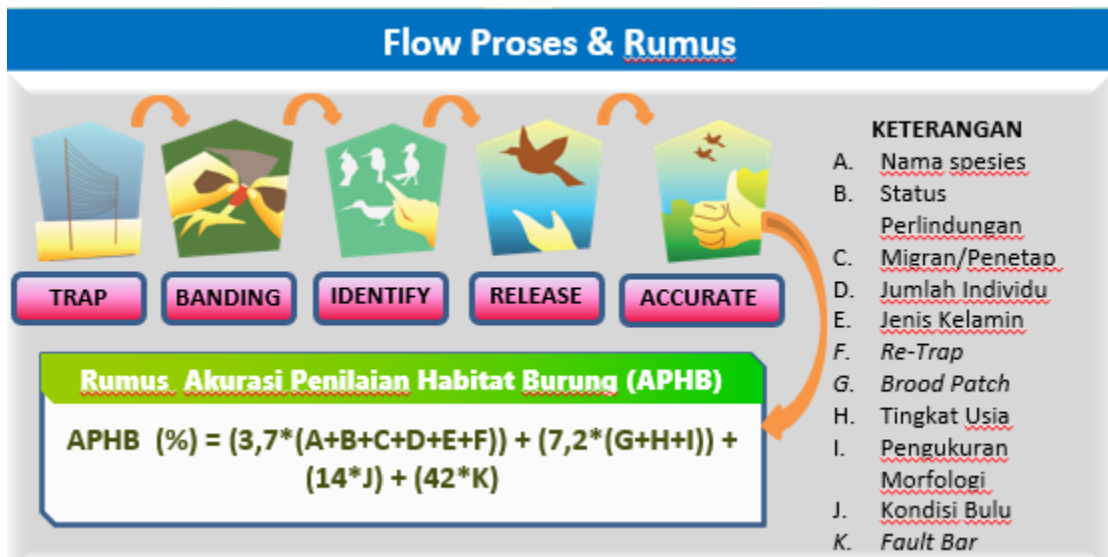 Flow Proses & Rumus
TRAP
BANDING
IDENTIFY
RELEASE
ACCURATE
Rumus Akurasi Penilaian Habitat Burung (APHB)
APHB (%) = (3,7*(A+B+C+D+E+F)) + (7,2*(G+H+I)) +
(14*J) + (42*K)
KETERANGAN
A. Nama spesies
B. Status
Perlindungan
C. Migran/Penetap
D. Jumlah Individu
E. Jenis Kelamin
F. Re-Trap
G. Brood Patch
H. Tingkat Usia
I. Pengukuran
Morfologi
J. Kondisi Bulu
K. Fault Bar